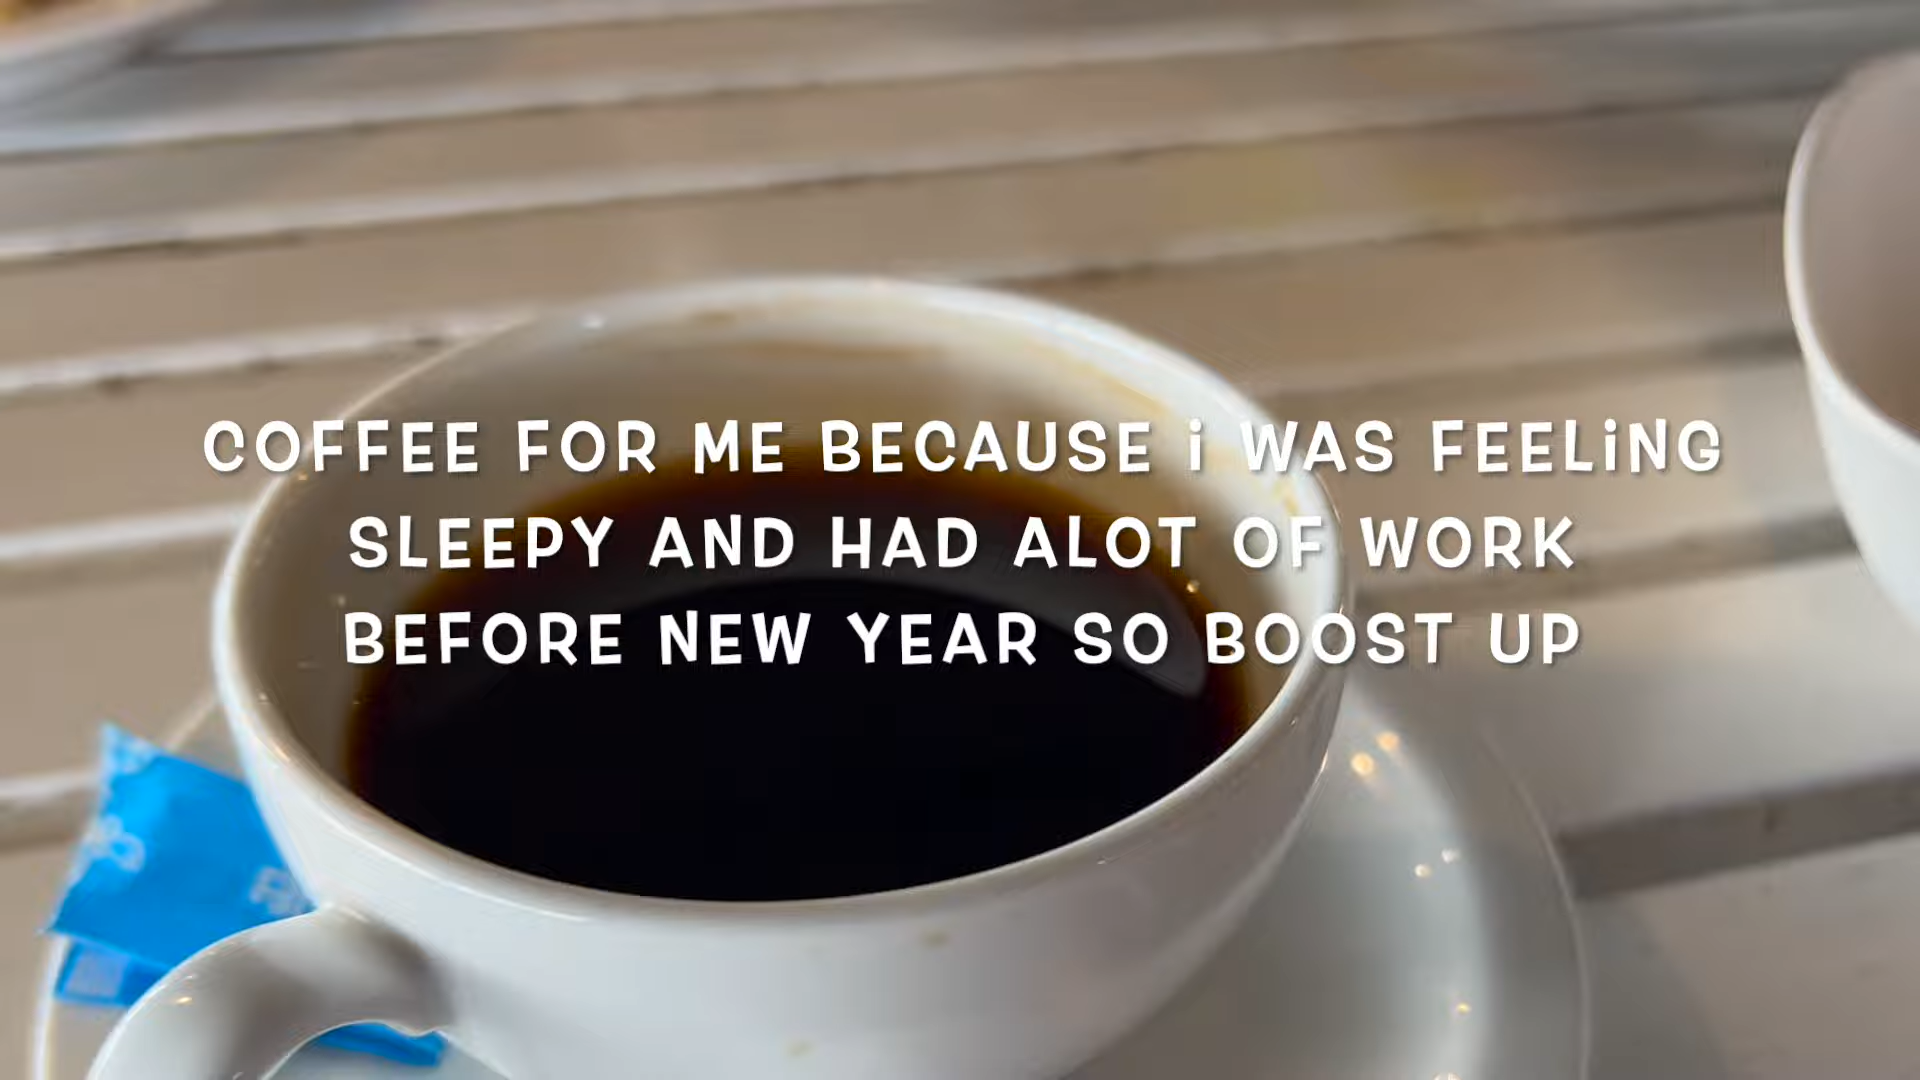 COFFEE FOR ME BECAUSE i WAS FEELiNG
SLEEPY AND HAD ALOT OF WORK
BEFORE NEW YEAR SO BOOST UP